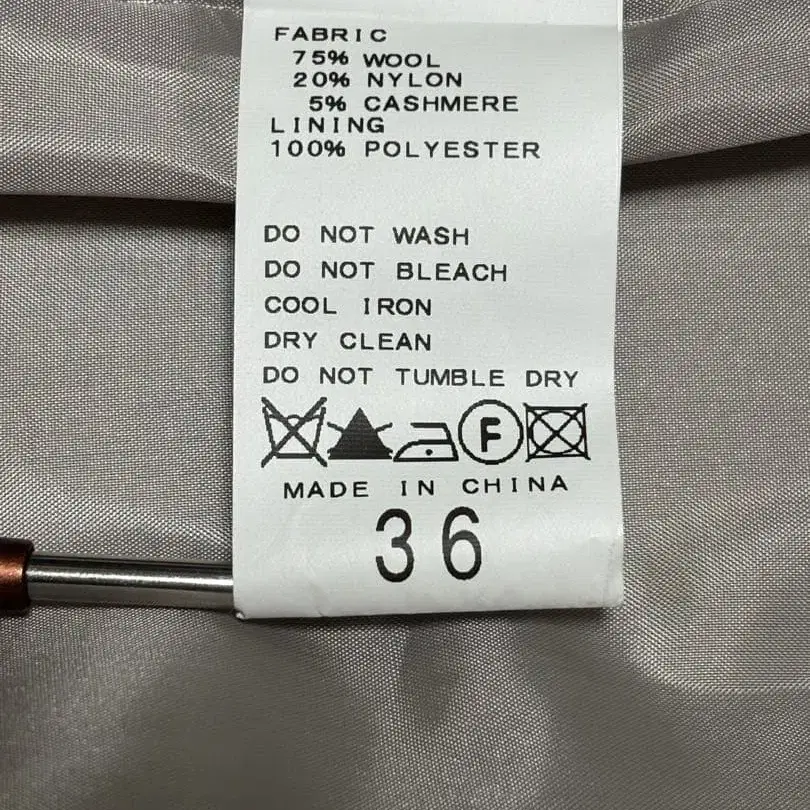 FABRIC
75% WOOL
20% NYLON
5% CASHMERE
LINING
100% POLYESTER
DO NOT WASH
DO NOT BLEACH
COOL IRON
DRY CLEAN
DO NOT TUMBLE DRY
F
MADE IN CHINA
36